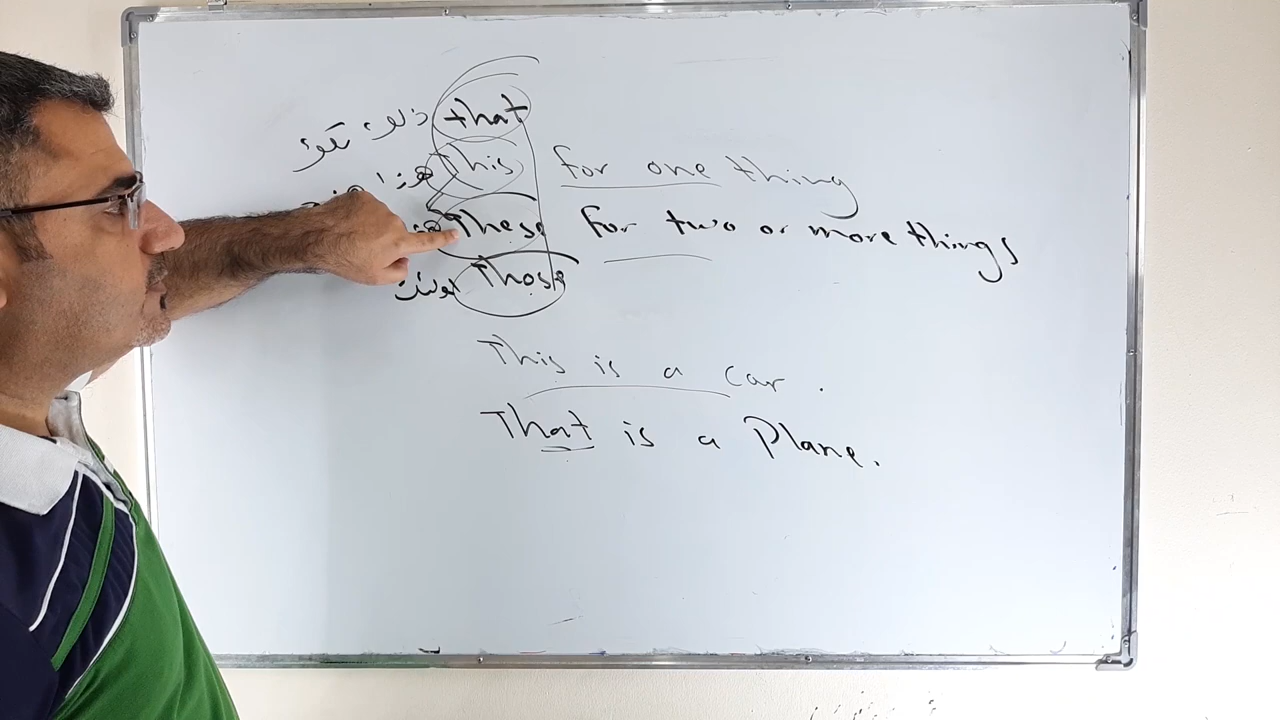 that ذلك، تلك
This هذا for one thing
These for two or more things
Those اولئك
This is a car.
That is a Plane.